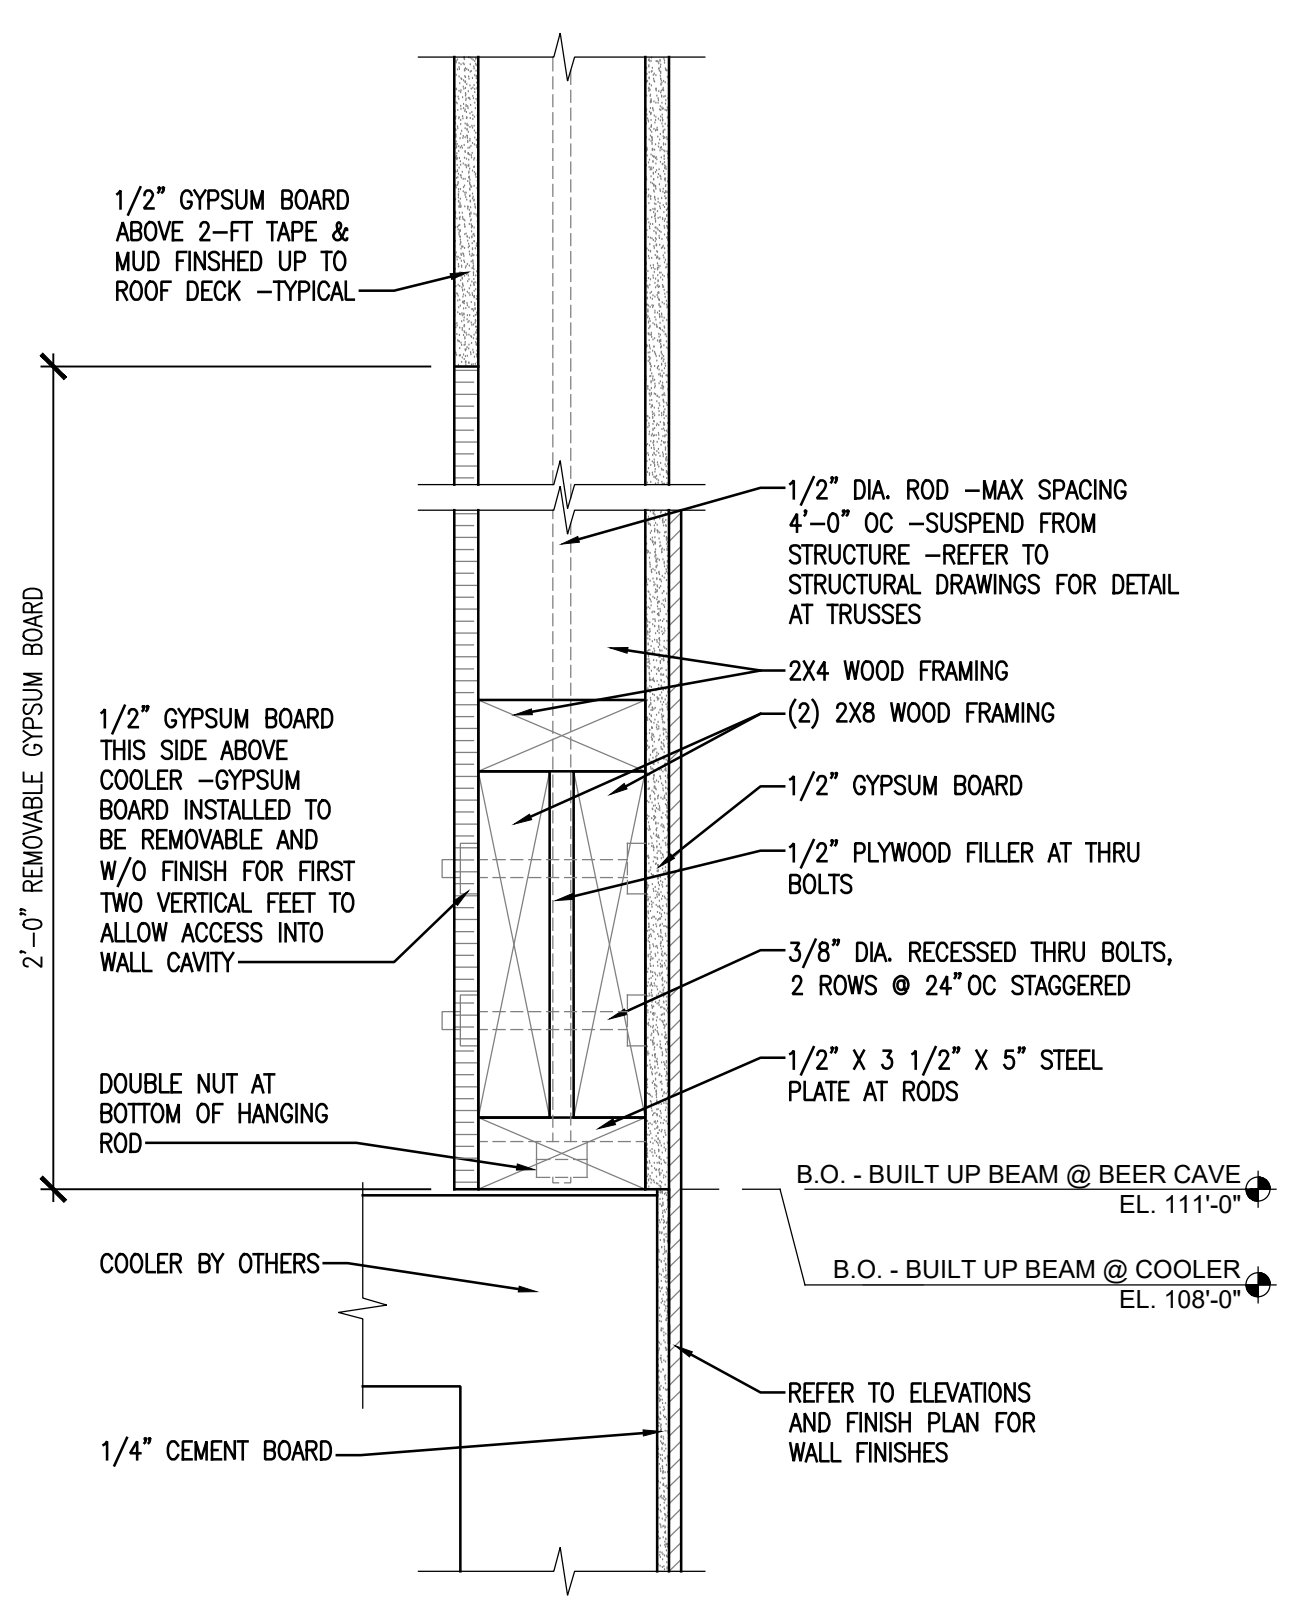 1/2” GYPSUM BOARD
ABOVE 2-FT TAPE &
MUD FINSHED UP TO
ROOF DECK -TYPICAL
2'-0” REMOVABLE GYPSUM BOARD
1/2” GYPSUM BOARD
THIS SIDE ABOVE
COOLER -GYPSUM
BOARD INSTALLED TO
BE REMOVABLE AND
W/O FINISH FOR FIRST
TWO VERTICAL FEET TO
ALLOW ACCESS INTO
WALL CAVITY
DOUBLE NUT AT
BOTTOM OF HANGING
ROD
COOLER BY OTHERS
1/4” CEMENT BOARD
1/2” DIA. ROD -MAX SPACING
4'-0” OC -SUSPEND FROM
STRUCTURE -REFER TO
STRUCTURAL DRAWINGS FOR DETAIL
AT TRUSSES
2X4 WOOD FRAMING
(2) 2X8 WOOD FRAMING
1/2” GYPSUM BOARD
1/2” PLYWOOD FILLER AT THRU
BOLTS
3/8” DIA. RECESSED THRU BOLTS,
2 ROWS @ 24” OC STAGGERED
1/2” X 3 1/2” X 5” STEEL
PLATE AT RODS
B.O. - BUILT UP BEAM @ BEER CAVE
EL. 111'-0"
B.O. - BUILT UP BEAM @ COOLER
EL. 108'-0"
REFER TO ELEVATIONS
AND FINISH PLAN FOR
WALL FINISHES